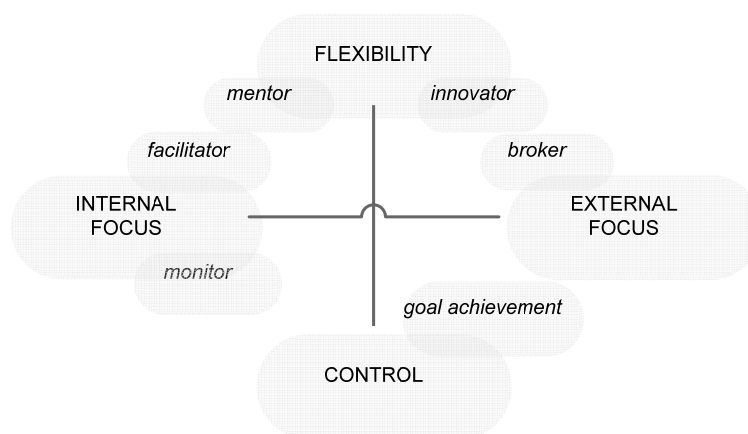 FLEXIBILITY
mentor
innovator
facilitator
broker
INTERNAL
FOCUS
EXTERNAL
FOCUS
monitor
goal achievement
CONTROL